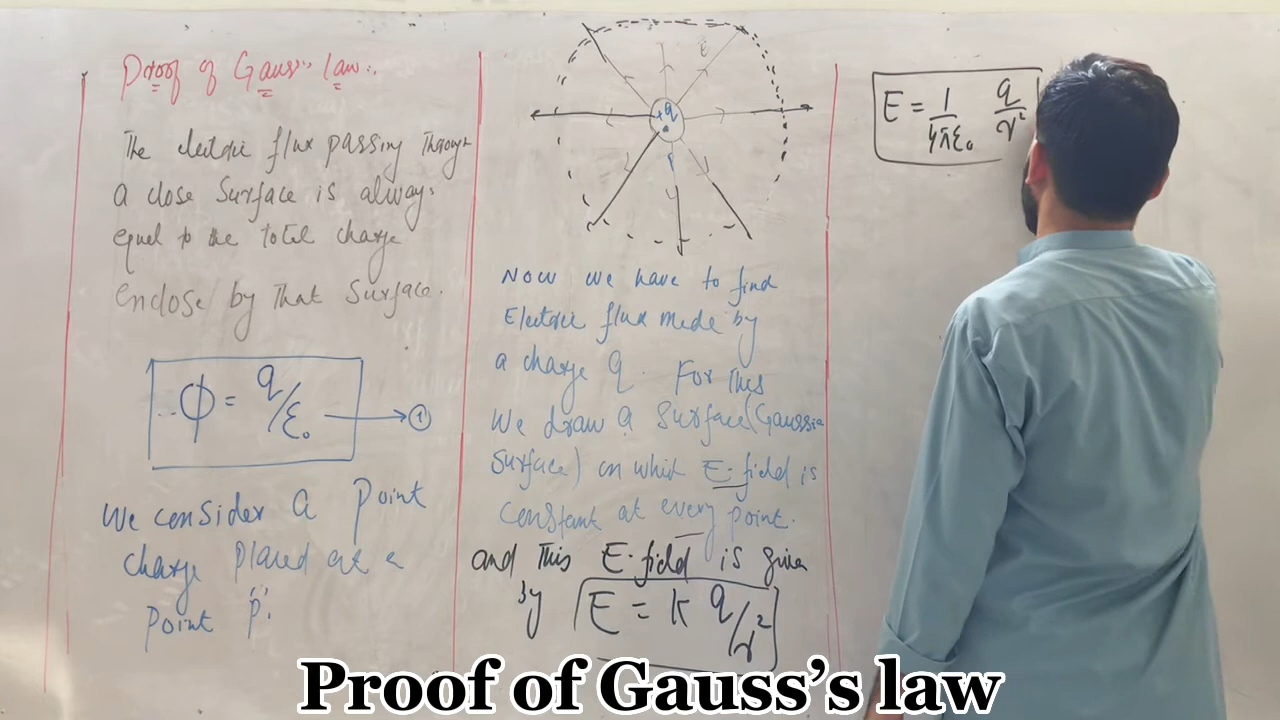 Proof of Gauss's law:
The electric flux passing Through
a close Surface is always
equal to the total charge
enclose by That Surface.
Φ = q/ε₀ → ①
We consider a Point
charge placed at a
point 'p'.
E
+q
Now we have to find
Electric flux made by
a charge q. For this
We draw a Surface (Gaussia
Surface) on which E-field is
constant at every point.
and this E-field is given
by E = K q/r²
E = 1/4πε₀ q/r²
Proof of Gauss’s law